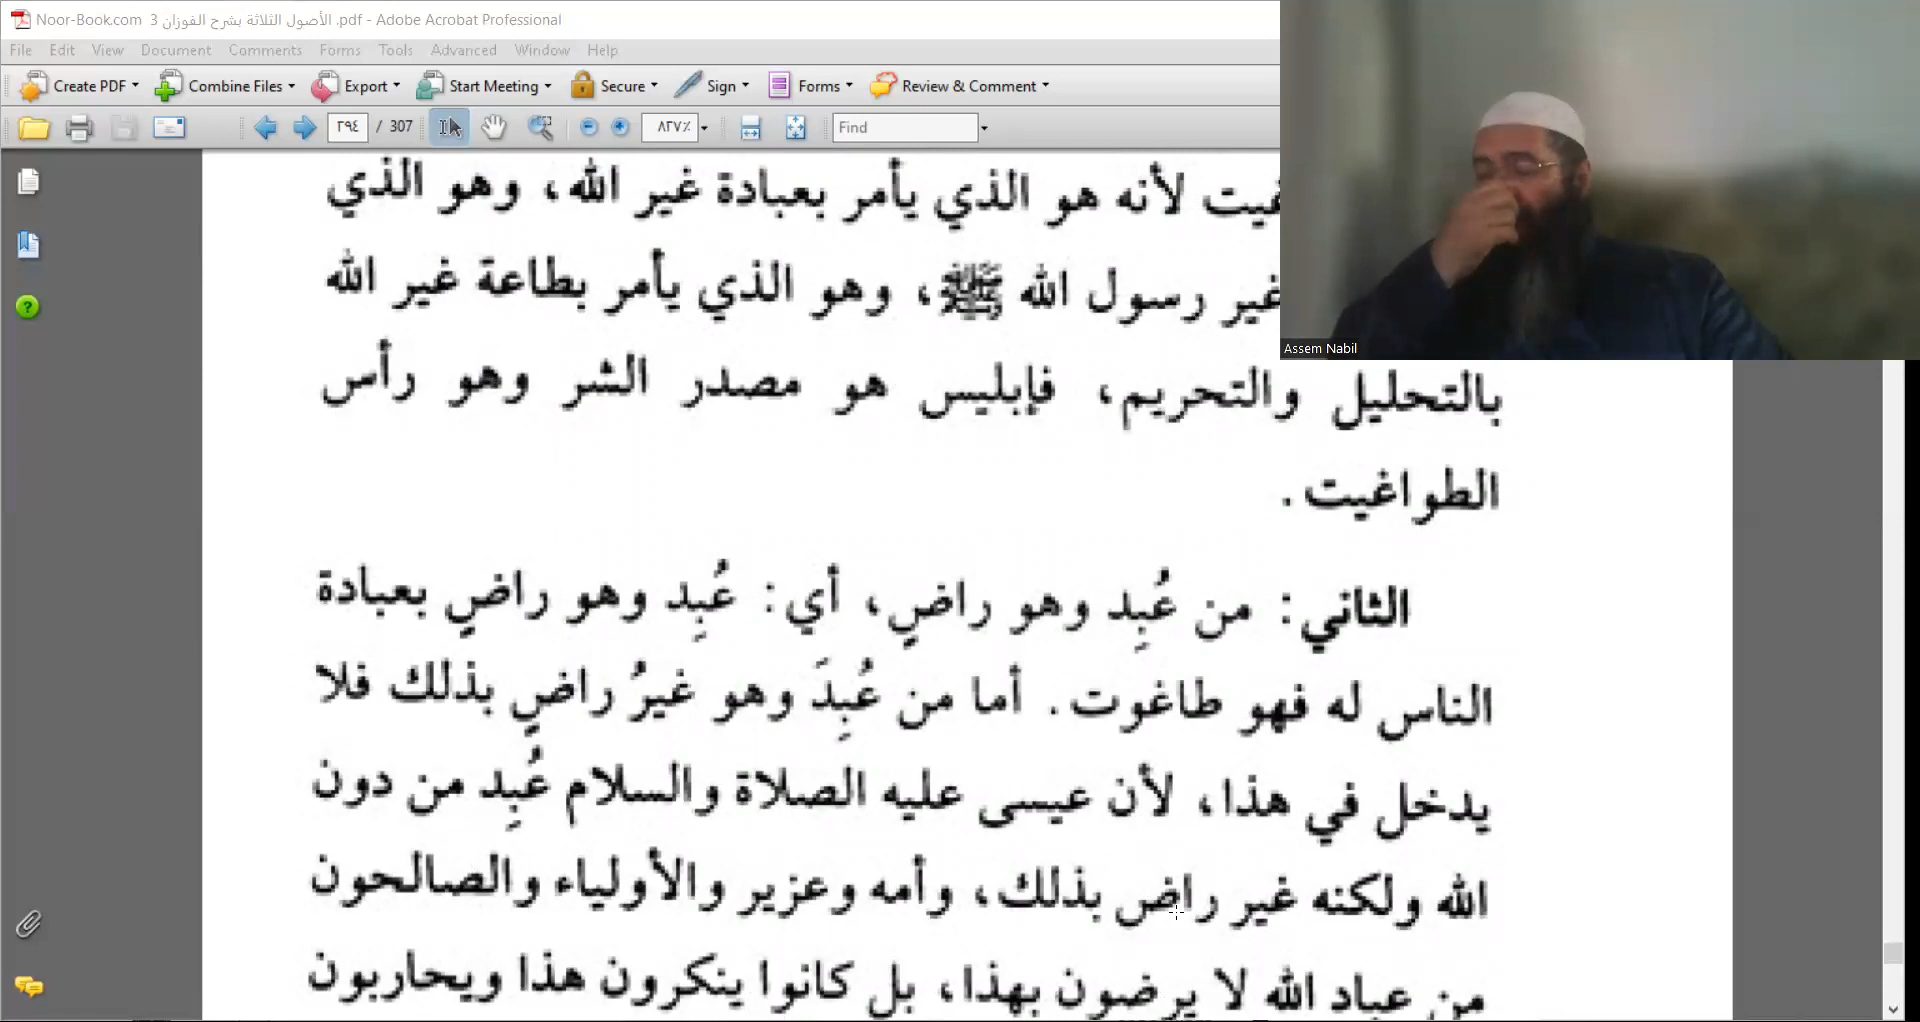 Noor-Book.com الأصول الثلاثة بشرح الفوزان 3 .pdf - Adobe Acrobat Professional
File Edit View Document Comments Forms Tools Advanced Window Help
Create PDF Combine Files Export Start Meeting Secure Sign Forms Review & Comment
٢٩٤ / 307 ٨٢٧٪ Find
لأنه هو الذي يأمر بعبادة غير الله، وهو الذي
غير رسول الله ﷺ، وهو الذي يأمر بطاعة غير الله
Assem Nabil
بالتحليل والتحريم، فإبليس هو مصدر الشر وهو رأس
الطواغيت.
الثاني: من عُبِد وهو راضٍ، أي: عُبِد وهو راضٍ بعبادة
الناس له فهو طاغوت. أما من عُبِدَ وهو غيرُ راضٍ بذلك فلا
يدخل في هذا، لأن عيسى عليه الصلاة والسلام عُبِد من دون
الله ولكنه غير راض بذلك، وأمه وعزير والأولياء والصالحون
من عباد الله لا يرضون بهذا، بل كانوا ينكرون هذا ويحاربون